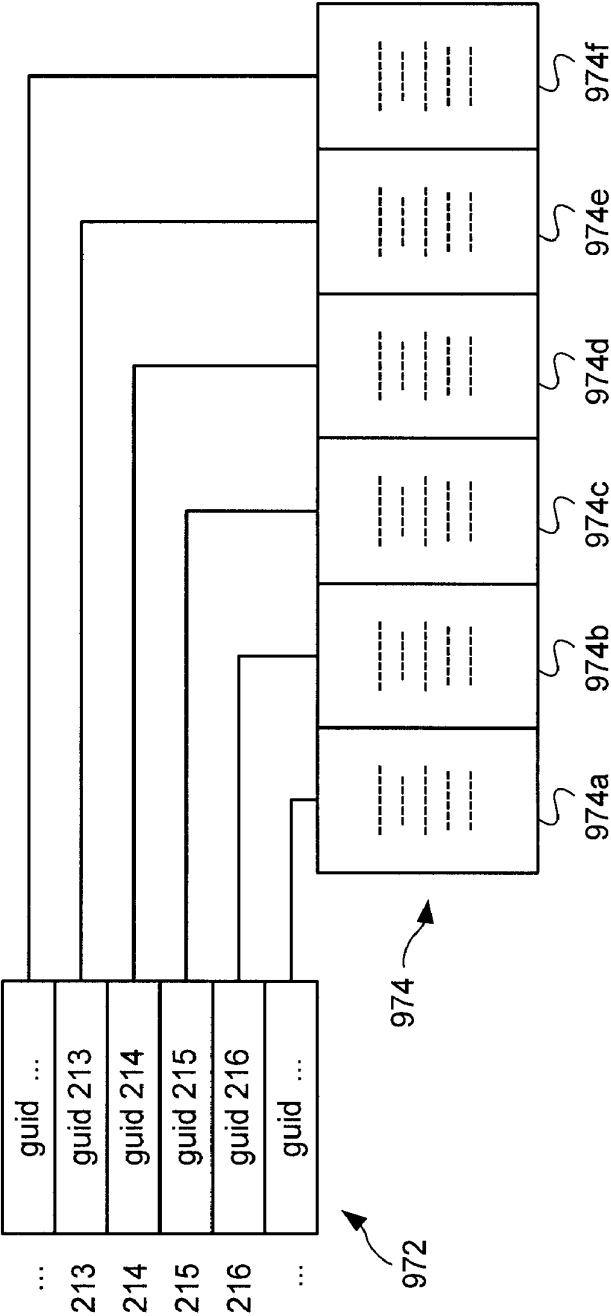 ... guid ...
213 guid 213
214 guid 214
215 guid 215
216 guid 216
... guid ...
972
974
974a
974b
974c
974d
974e
974f